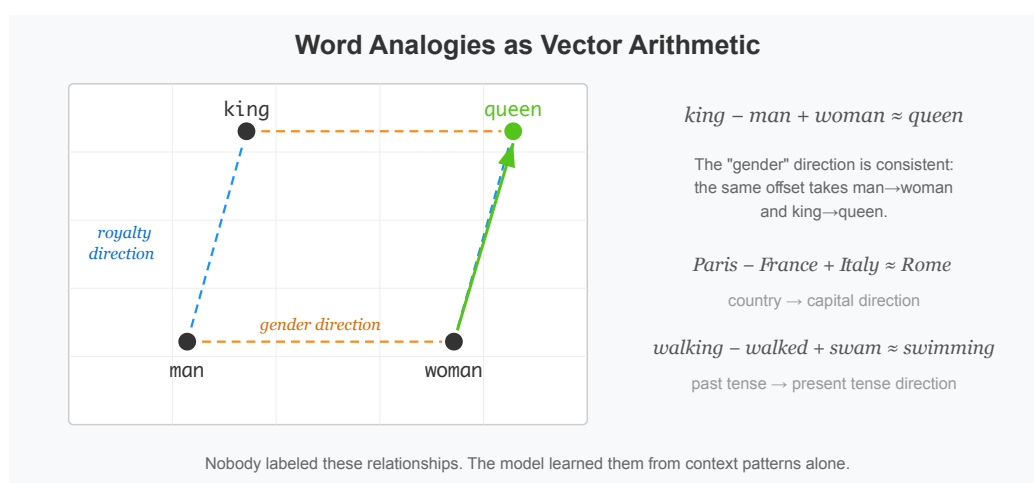 Word Analogies as Vector Arithmetic
king
queen
royalty
direction
gender direction
man
woman
king − man + woman ≈ queen
The "gender" direction is consistent:
the same offset takes man→woman
and king→queen.
Paris − France + Italy ≈ Rome
country → capital direction
walking − walked + swam ≈ swimming
past tense → present tense direction
Nobody labeled these relationships. The model learned them from context patterns alone.